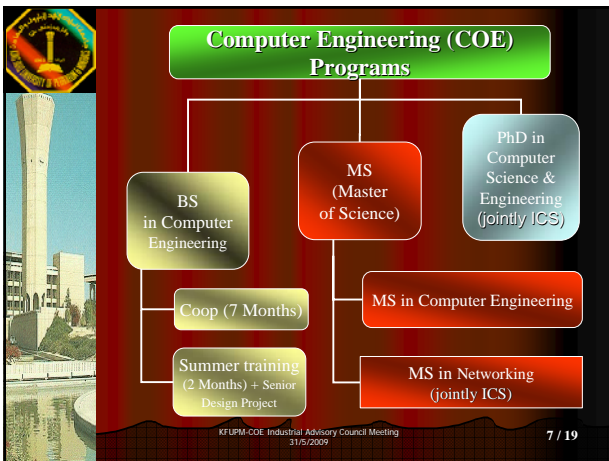 Computer Engineering (COE)
Programs
BS
in Computer
Engineering
Coop (7 Months)
Summer training
(2 Months) + Senior
Design Project
MS
(Master
of Science)
MS in Computer Engineering
MS in Networking
(jointly ICS)
PhD in
Computer
Science &
Engineering
(jointly ICS)
KFUPM-COE Industrial Advisory Council Meeting
31/5/2009
7 / 19